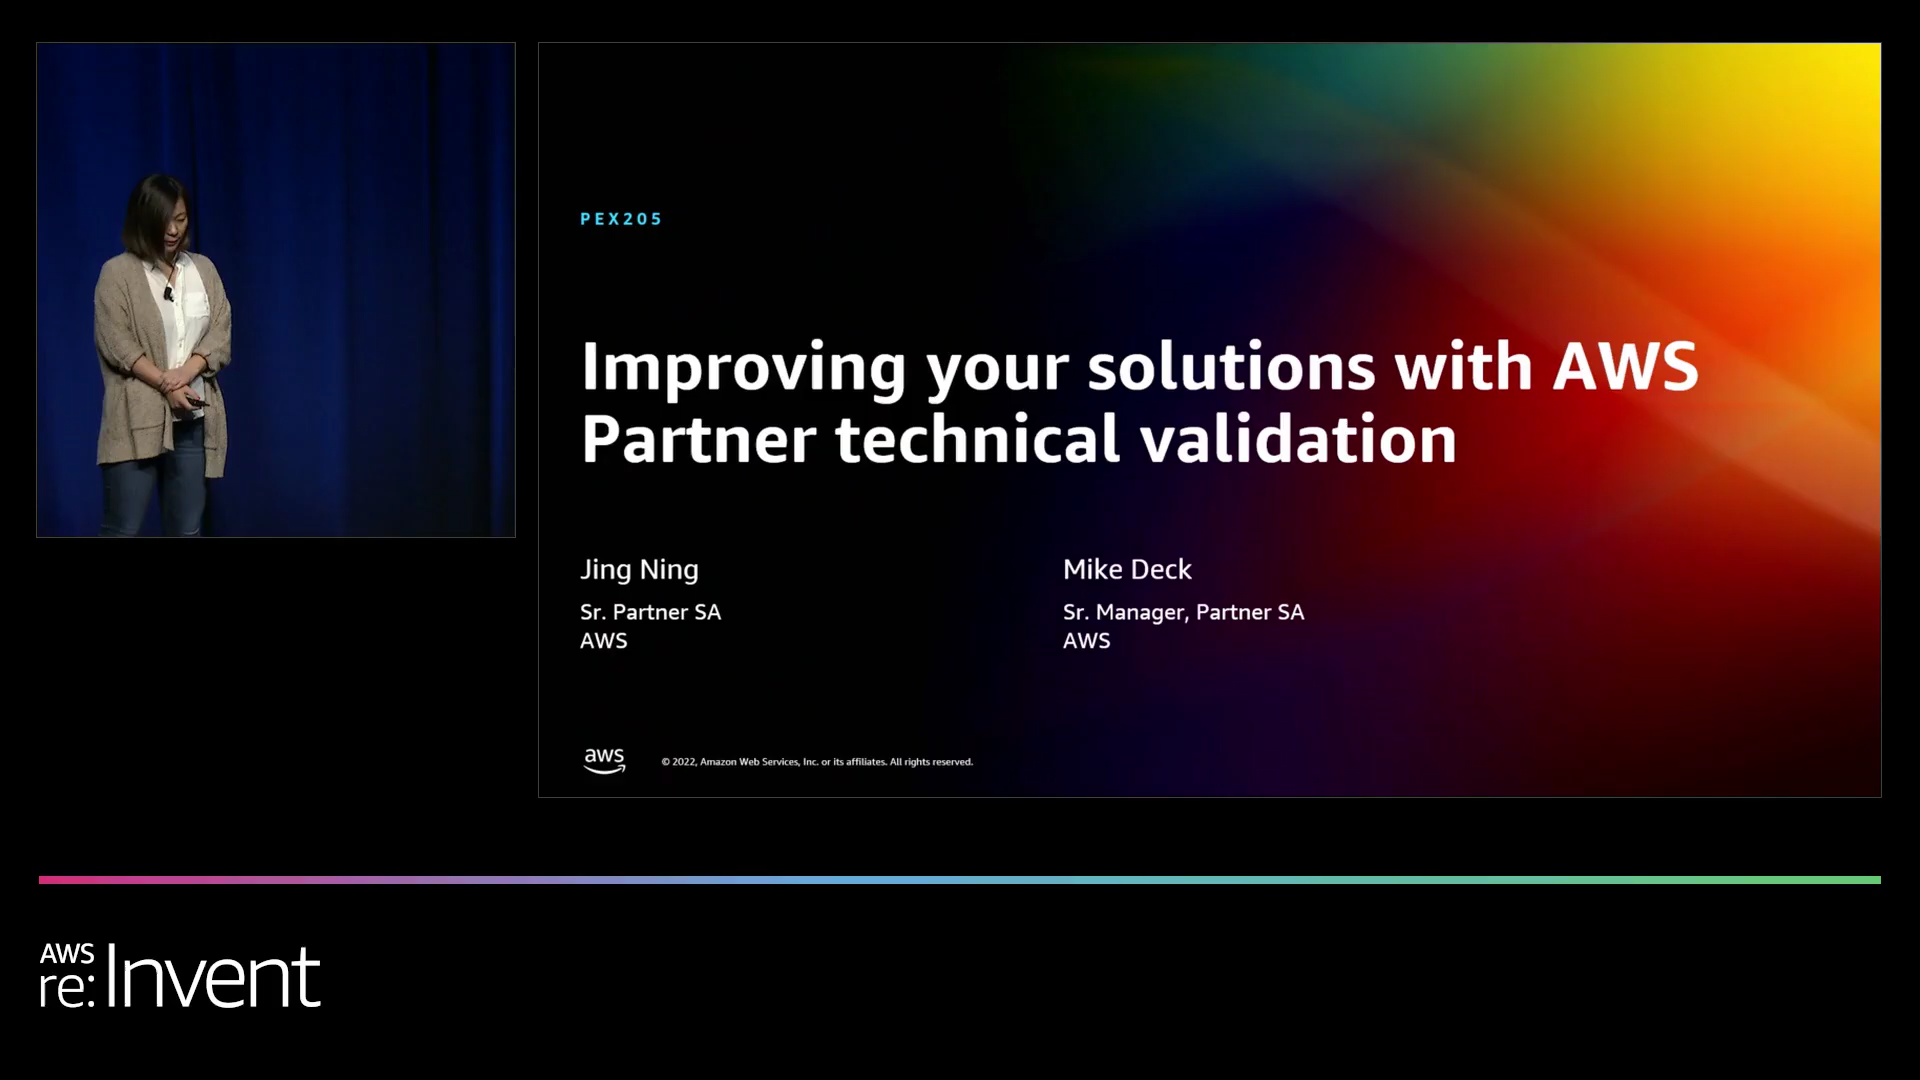 PEX205
Improving your solutions with AWS
Partner technical validation
Jing Ning
Sr. Partner SA
AWS
Mike Deck
Sr. Manager, Partner SA
AWS
aws
© 2022, Amazon Web Services, Inc. or its affiliates. All rights reserved.
AWS
re:Invent